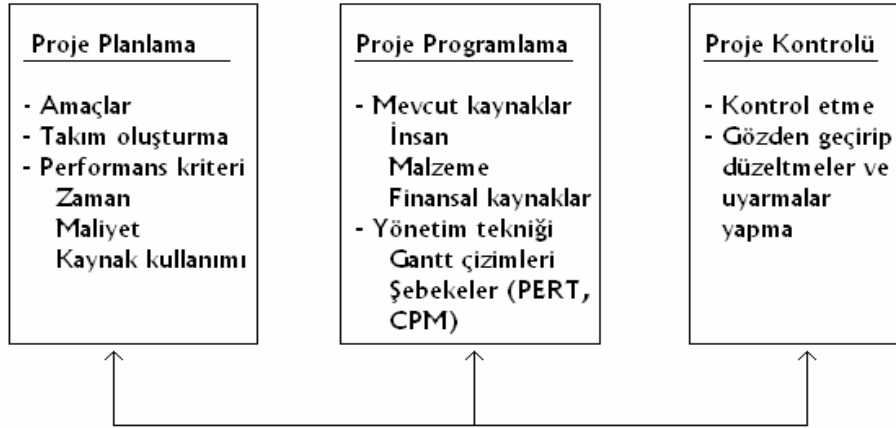 Proje Planlama
- Amaçlar
- Takım oluşturma
- Performans kriteri
Zaman
Maliyet
Kaynak kullanımı
Proje Programlama
- Mevcut kaynaklar
İnsan
Malzeme
Finansal kaynaklar
- Yönetim tekniği
Gantt çizimleri
Şebekeler (PERT,
CPM)
Proje Kontrolü
- Kontrol etme
- Gözden geçirip
düzeltmeler ve
uyarmalar
yapma